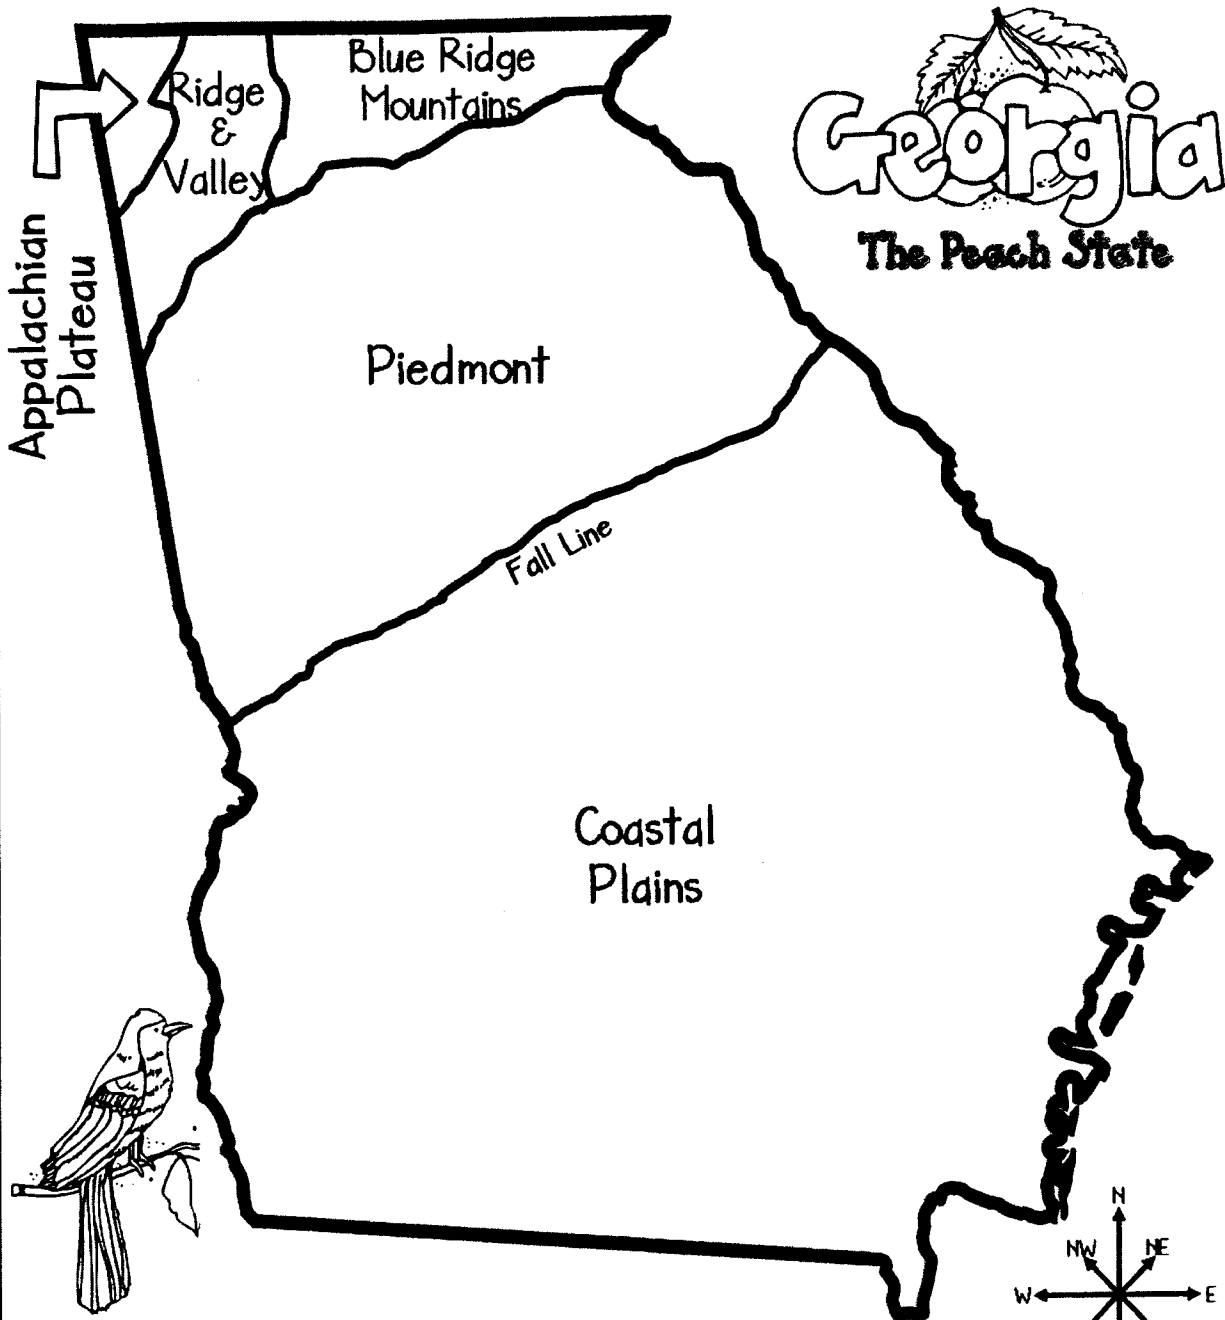 Georgia
The Peach State
Blue Ridge
Mountains
Ridge
&
Valley
Appalachian
Plateau
Piedmont
Fall Line
Coastal
Plains
N
NW NE
W E